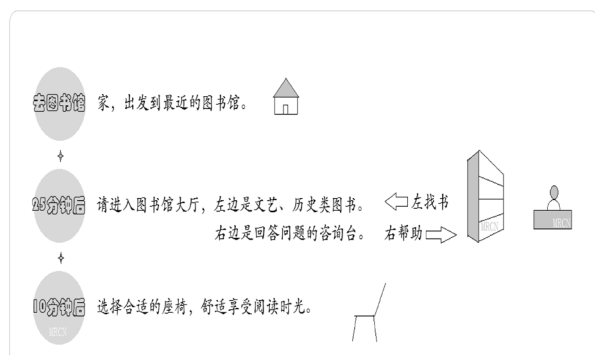 去图书馆 家，出发到最近的图书馆。
25分钟后 请进入图书馆大厅，左边是文艺、历史类图书。 左找书
右边是回答问题的咨询台。 右帮助
MRCN
MRCN
10分钟后 选择合适的座椅，舒适享受阅读时光。
MRCN